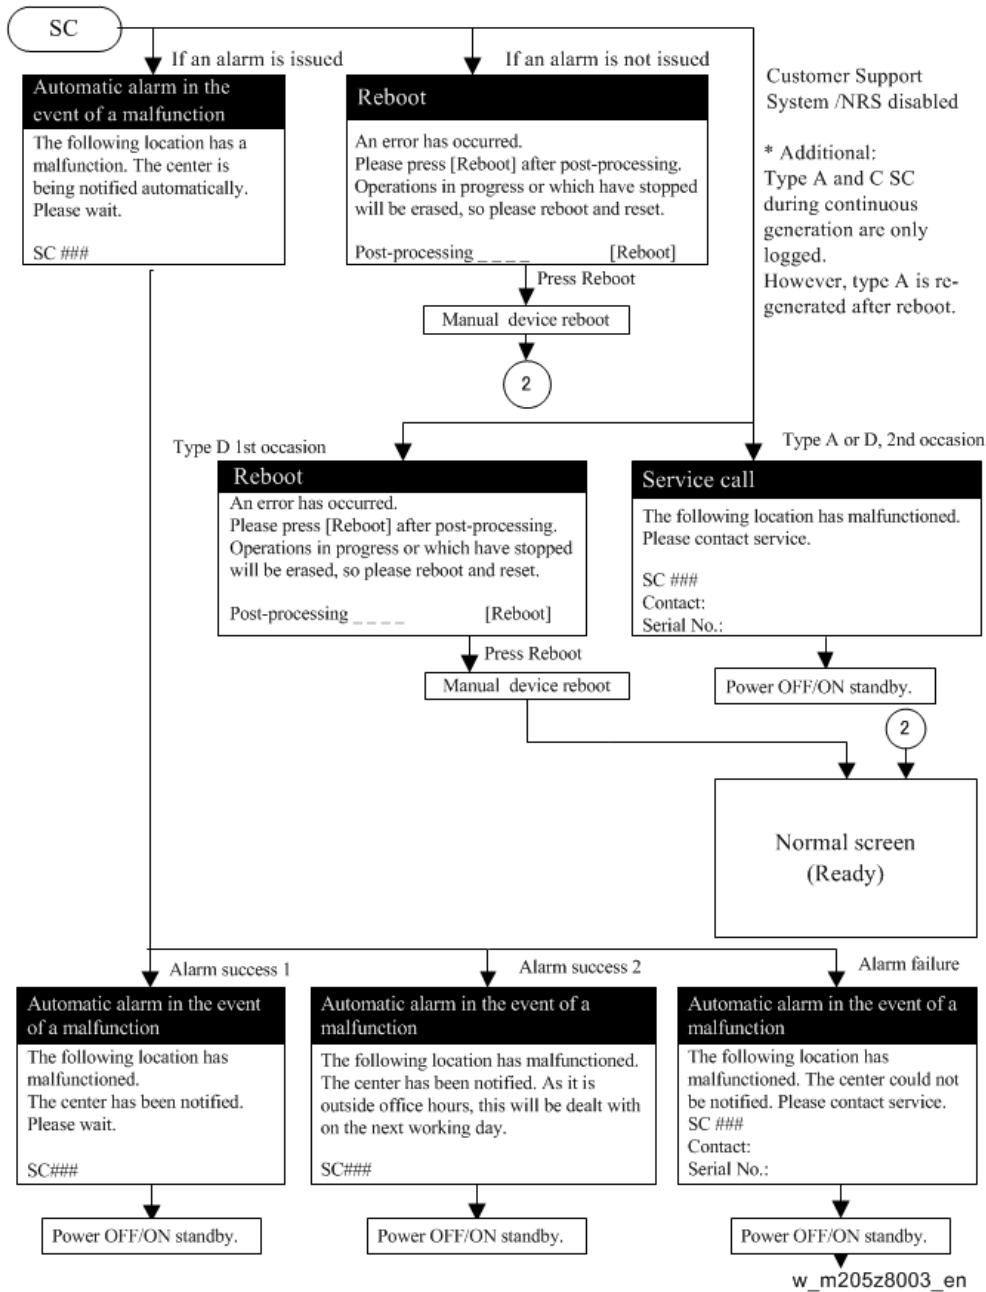 SC
If an alarm is issued
If an alarm is not issued
Automatic alarm in the
event of a malfunction
The following location has a
malfunction. The center is
being notified automatically.
Please wait.
SC ###
Reboot
An error has occurred.
Please press [Reboot] after post-processing.
Operations in progress or which have stopped
will be erased, so please reboot and reset.
Post-processing _ _ _ _ [Reboot]
Press Reboot
Manual device reboot
2
Customer Support
System /NRS disabled
* Additional:
Type A and C SC
during continuous
generation are only
logged.
However, type A is re-
generated after reboot.
Type D 1st occasion
Reboot
An error has occurred.
Please press [Reboot] after post-processing.
Operations in progress or which have stopped
will be erased, so please reboot and reset.
Post-processing _ _ _ _ [Reboot]
Press Reboot
Manual device reboot
Type A or D, 2nd occasion
Service call
The following location has malfunctioned.
Please contact service.
SC ###
Contact:
Serial No.:
Power OFF/ON standby.
2
Normal screen
(Ready)
Alarm success 1
Automatic alarm in the event
of a malfunction
The following location has
malfunctioned.
The center has been notified.
Please wait.
SC###
Power OFF/ON standby.
Alarm success 2
Automatic alarm in the event of a
malfunction
The following location has malfunctioned.
The center has been notified. As it is
outside office hours, this will be dealt with
on the next working day.
SC###
Power OFF/ON standby.
Alarm failure
Automatic alarm in the event of a
malfunction
The following location has
malfunctioned. The center could not
be notified. Please contact service.
SC ###
Contact:
Serial No.:
Power OFF/ON standby.
w_m205z8003_en